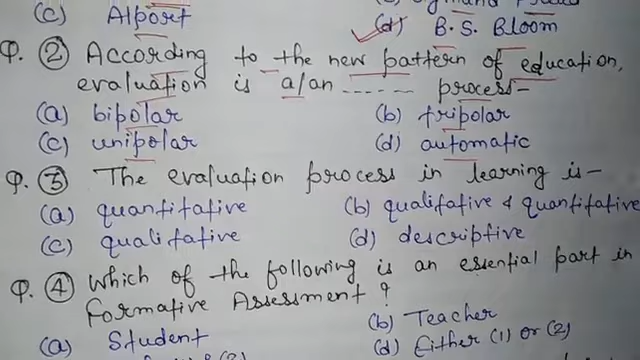 (c) Alport
(d) B.S. Bloom
Q. (2) According to the new pattern of education,
evaluation is a/an ...... process-
(a) bipolar (b) tripolar
(c) unipolar (d) automatic
Q. (3) The evaluation process in learning is-
(a) quantitative (b) qualitative & quantitative
(c) qualitative (d) descriptive
Q. (4) Which of the following is an essential part in
Formative Assessment?
(a) Student (b) Teacher
(d) Either (1) or (2)